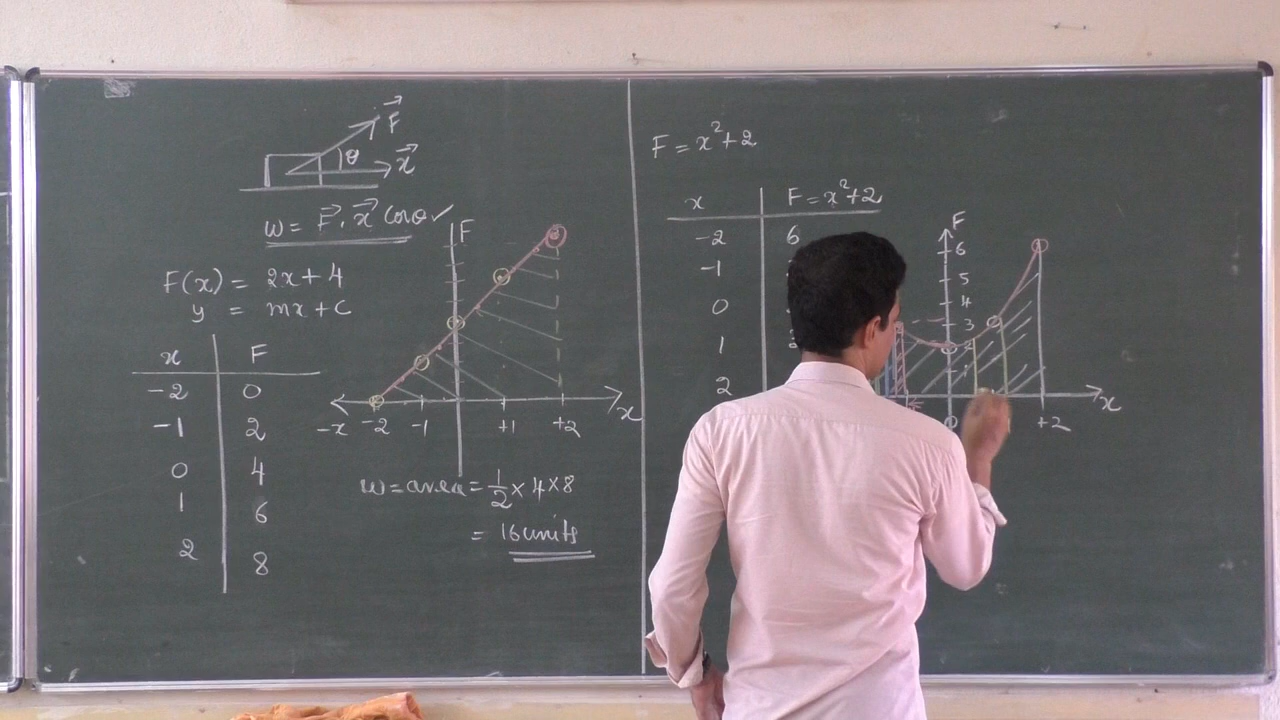 F⃗
θ
x⃗
W = F⃗ . x⃗ Cosθ ✓
F(x) = 2x + 4
y = mx + c
x F
-2 0
-1 2
0 4
1 6
2 8
F
-x -2 -1 +1 +2 x
W = area = 1/2 × 4 × 8
= 16 units
F = x² + 2
x F = x² + 2
-2 6
-1
0
1
2
F
6
5
4
3
0 +2 x